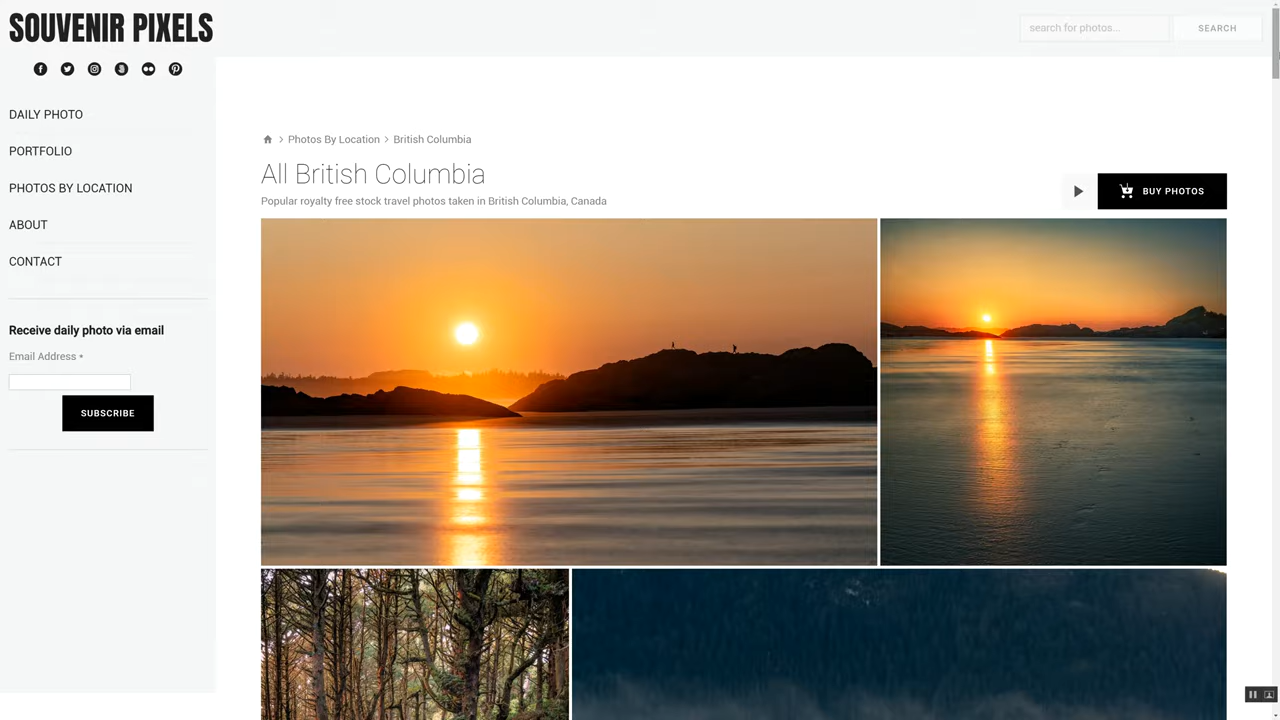 SOUVENIR PIXELS
search for photos...
SEARCH
DAILY PHOTO
PORTFOLIO
PHOTOS BY LOCATION
ABOUT
CONTACT
Receive daily photo via email
Email Address *
SUBSCRIBE
Photos By Location > British Columbia
All British Columbia
Popular royalty free stock travel photos taken in British Columbia, Canada
BUY PHOTOS